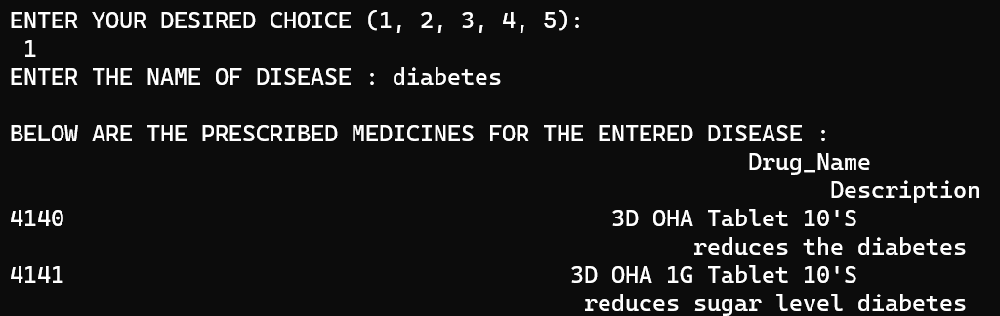 ENTER YOUR DESIRED CHOICE (1, 2, 3, 4, 5):
1
ENTER THE NAME OF DISEASE : diabetes
BELOW ARE THE PRESCRIBED MEDICINES FOR THE ENTERED DISEASE :
Drug_Name
Description
4140 3D OHA Tablet 10'S
reduces the diabetes
4141 3D OHA 1G Tablet 10'S
reduces sugar level diabetes